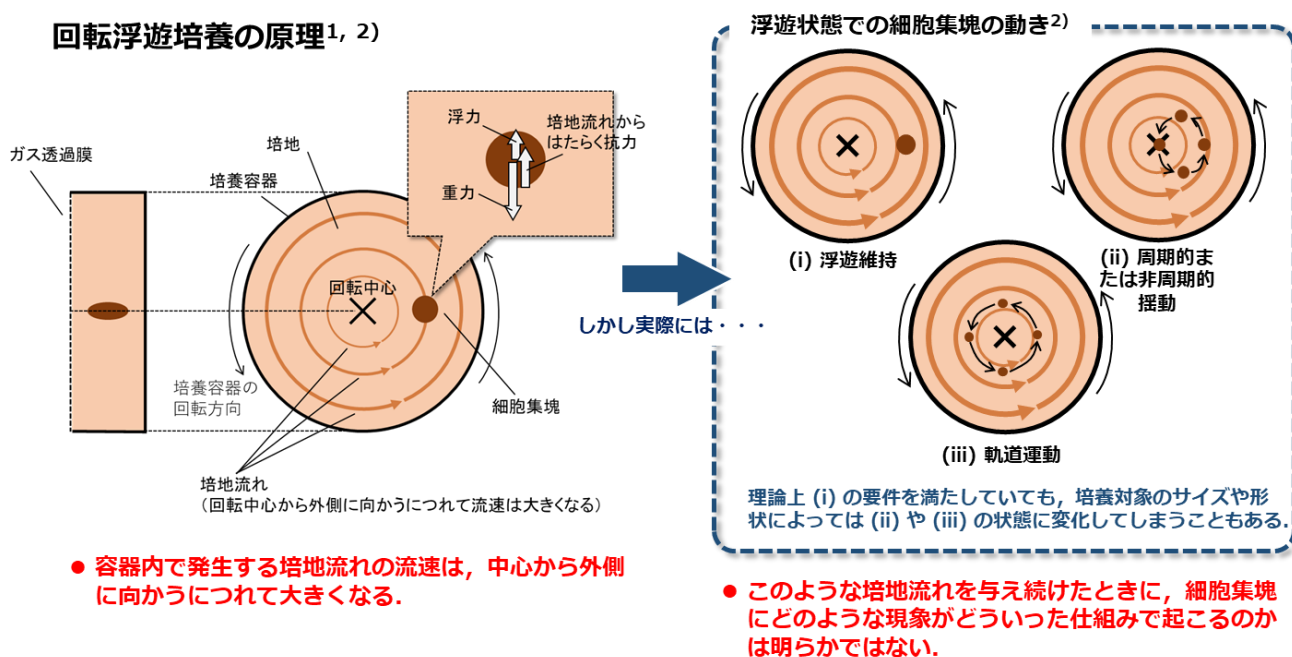 回転浮遊培養の原理1, 2)
ガス透過膜
培養容器
培地
浮力
培地流れから
はたらく抗力
重力
回転中心
培養容器の
回転方向
細胞集塊
培地流れ
（回転中心から外側に向かうにつれて流速は大きくなる）
● 容器内で発生する培地流れの流速は，中心から外側
に向かうにつれて大きくなる．
しかし実際には・・・
浮遊状態での細胞集塊の動き2)
(i) 浮遊維持
(ii) 周期的ま
たは非周期的
揺動
(iii) 軌道運動
理論上 (i) の要件を満たしていても，培養対象のサイズや形
状によっては (ii) や (iii) の状態に変化してしまうこともある．
● このような培地流れを与え続けたときに，細胞集塊
にどのような現象がどういった仕組みで起こるのか
は明らかではない．